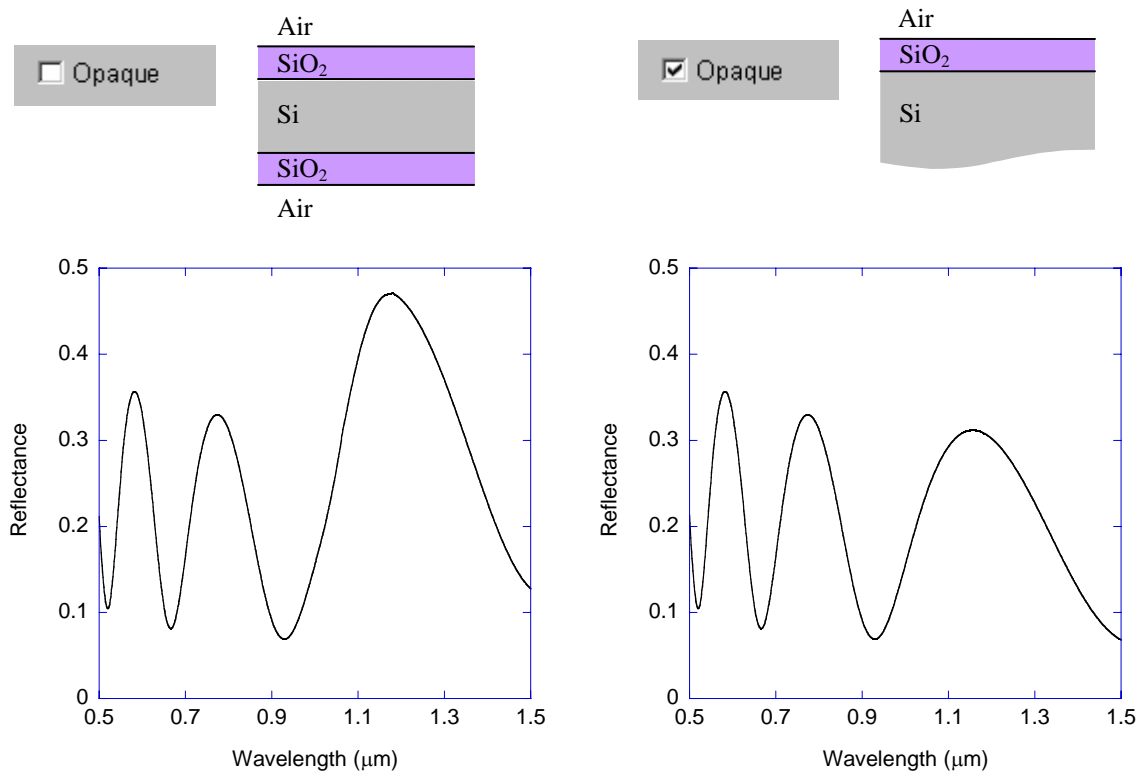 Air
Opaque
SiO2
Si
SiO2
Air
Air
Opaque
SiO2
Si
0.5
0.4
0.3
0.2
0.1
0
Reflectance
0.5 0.7 0.9 1.1 1.3 1.5
Wavelength (μm)
0.5
0.4
0.3
0.2
0.1
0
Reflectance
0.5 0.7 0.9 1.1 1.3 1.5
Wavelength (μm)